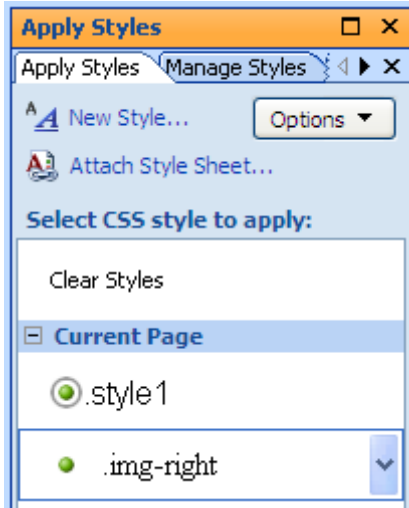 Apply Styles
Apply Styles Manage Styles
New Style... Options
Attach Style Sheet...
Select CSS style to apply:
Clear Styles
Current Page
.style1
.img-right